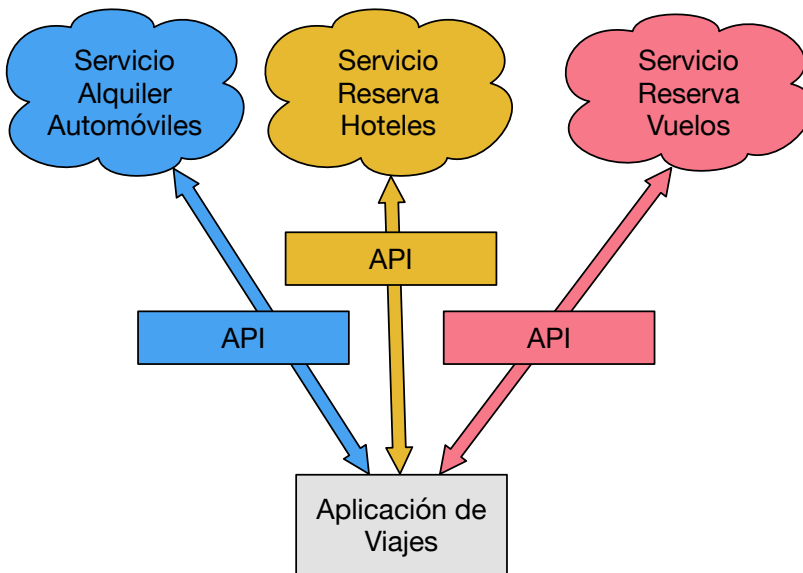 Servicio
Alquiler
Automóviles
Servicio
Reserva
Hoteles
Servicio
Reserva
Vuelos
API
API
API
Aplicación de
Viajes